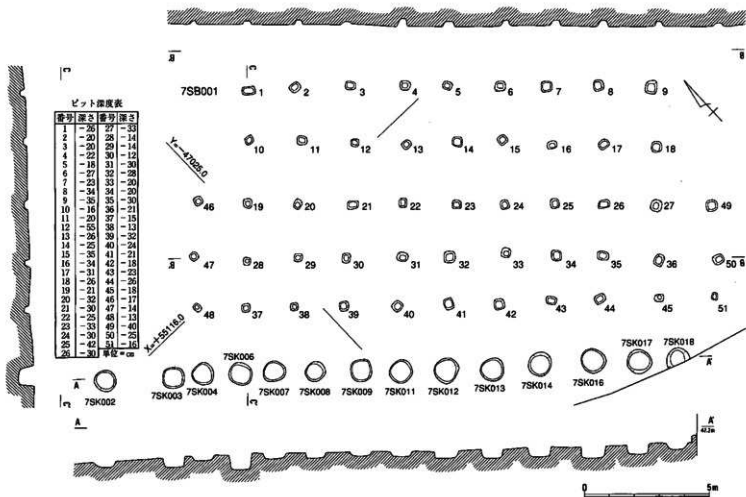 C C
B B
7SB001 1 2 3 4 5 6 7 8 9
ピット深度表
番号 深さ 番号 深さ
1 -26 27 -33
2 -20 28 -14
3 -20 29 -14
4 -22 30 -12
5 -18 31 -30
6 -27 32 -28
7 -23 33 -20
8 -34 34 -20
9 -35 35 -30
10 -16 36 -21
11 -20 37 -15
12 -55 38 -13
13 -26 39 -32
14 -25 40 -24
15 -35 41 -21
16 -34 42 -18
17 -31 43 -23
18 -26 44 -26
19 -21 45 -18
20 -32 46 -17
21 -30 47 -14
22 -25 48 -13
23 -33 49 -40
24 -30 50 -25
25 -42 51 -16
26 -30 単位=cm
10 11 12 13 14 15 16 17 18
Y=-47025.0
46 19 20 21 22 23 24 25 26 27 49
47 28 29 30 31 32 33 34 35 36 50
B B
48 37 38 39 40 41 42 43 44 45 51
X=+55116.0
7SK006 7SK017 7SK018
A A'
7SK002 7SK003 7SK004 7SK007 7SK008 7SK009 7SK011 7SK012 7SK013 7SK014 7SK016
C' C'
A A'
47.2m
0 5m